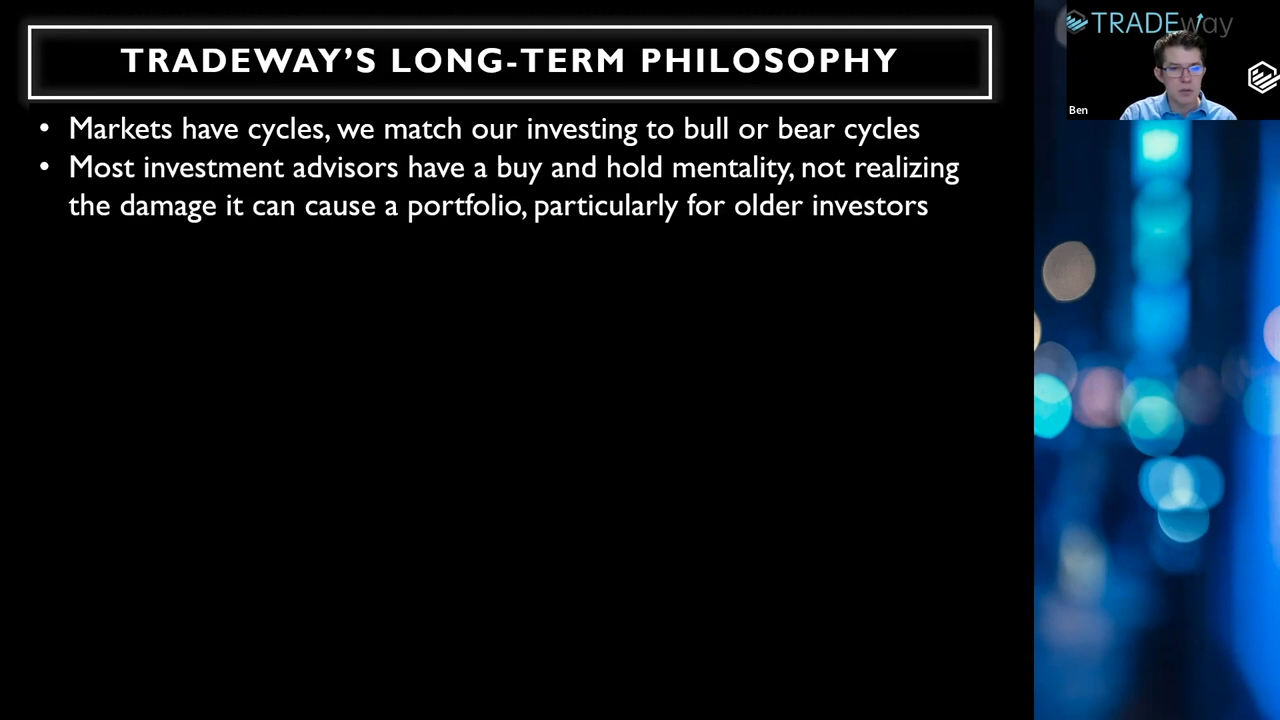 TRADEWAY'S LONG-TERM PHILOSOPHY
• Markets have cycles, we match our investing to bull or bear cycles
• Most investment advisors have a buy and hold mentality, not realizing
the damage it can cause a portfolio, particularly for older investors
TRADEway
Ben